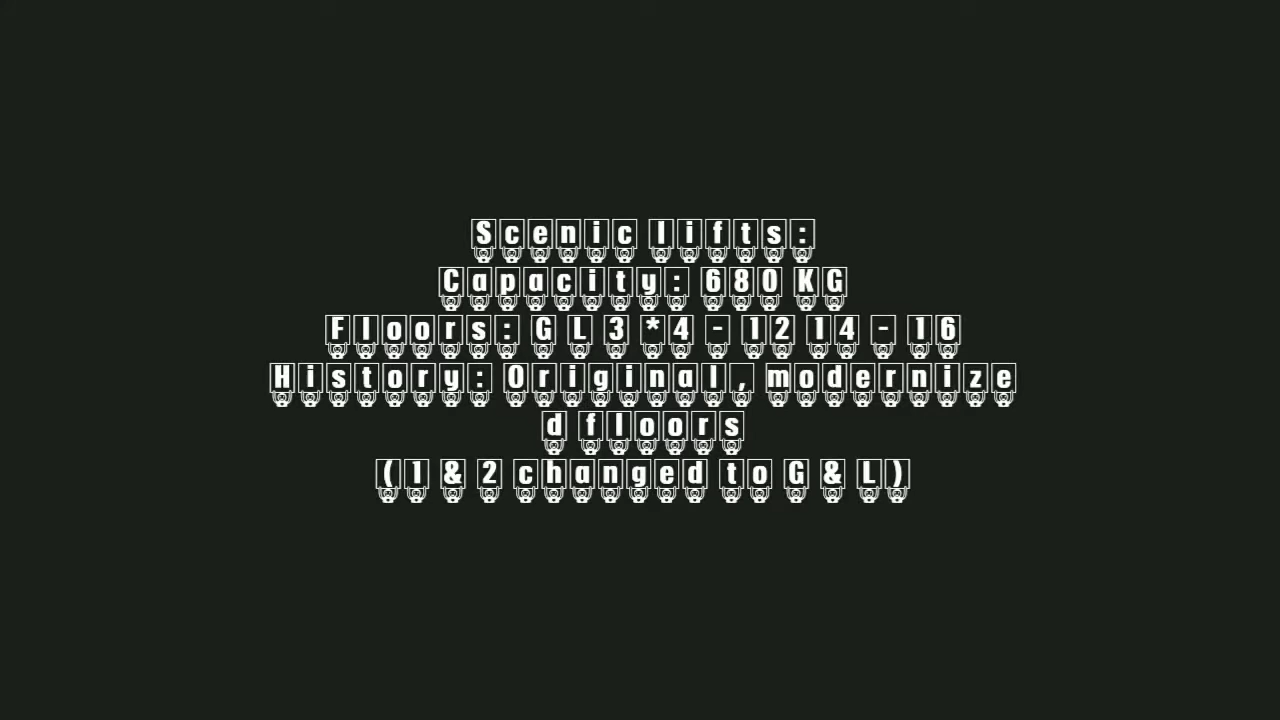 Scenic lifts:
Capacity: 680 KG
Floors: G L 3 *4 - 12 14 - 16
History: Original, modernize
d floors
(1 & 2 changed to G & L)